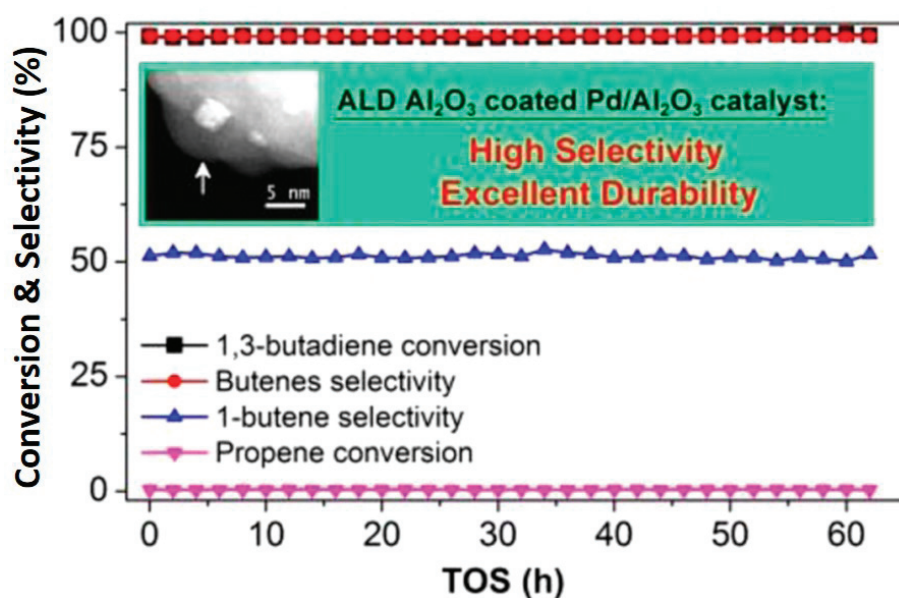 Conversion & Selectivity (%)
100
75
50
25
0
ALD Al₂O₃ coated Pd/Al₂O₃ catalyst:
High Selectivity
Excellent Durability
5 nm
1,3-butadiene conversion
Butenes selectivity
1-butene selectivity
Propene conversion
0 10 20 30 40 50 60
TOS (h)